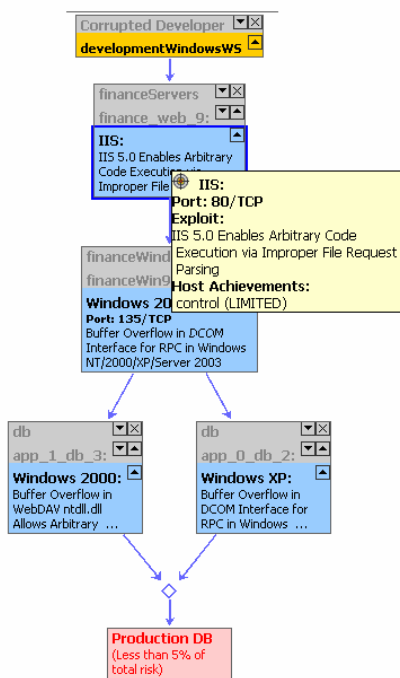 Corrupted Developer
developmentWindowsWS
financeServers
finance_web_9:
IIS:
IIS 5.0 Enables Arbitrary
Code Execution via
Improper File
IIS:
Port: 80/TCP
Exploit:
IIS 5.0 Enables Arbitrary Code
Execution via Improper File Request
Parsing
Host Achievements:
control (LIMITED)
financeWind
financeWin9
Windows 20
Port: 135/TCP
Buffer Overflow in DCOM
Interface for RPC in Windows
NT/2000/XP/Server 2003
db
app_1_db_3:
Windows 2000:
Buffer Overflow in
WebDAV ntdll.dll
Allows Arbitrary ...
db
app_0_db_2:
Windows XP:
Buffer Overflow in
DCOM Interface for
RPC in Windows ...
Production DB
(Less than 5% of
total risk)